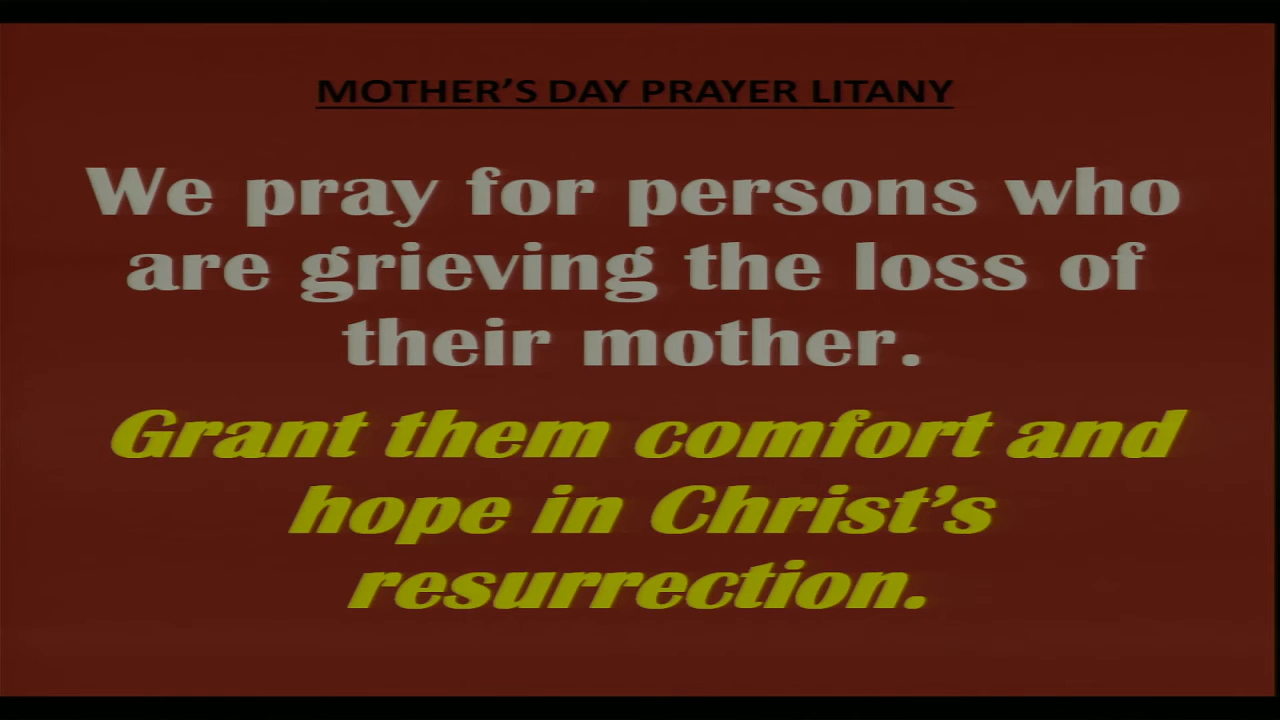 MOTHER'S DAY PRAYER LITANY
We pray for persons who
are grieving the loss of
their mother.
Grant them comfort and
hope in Christ's
resurrection.